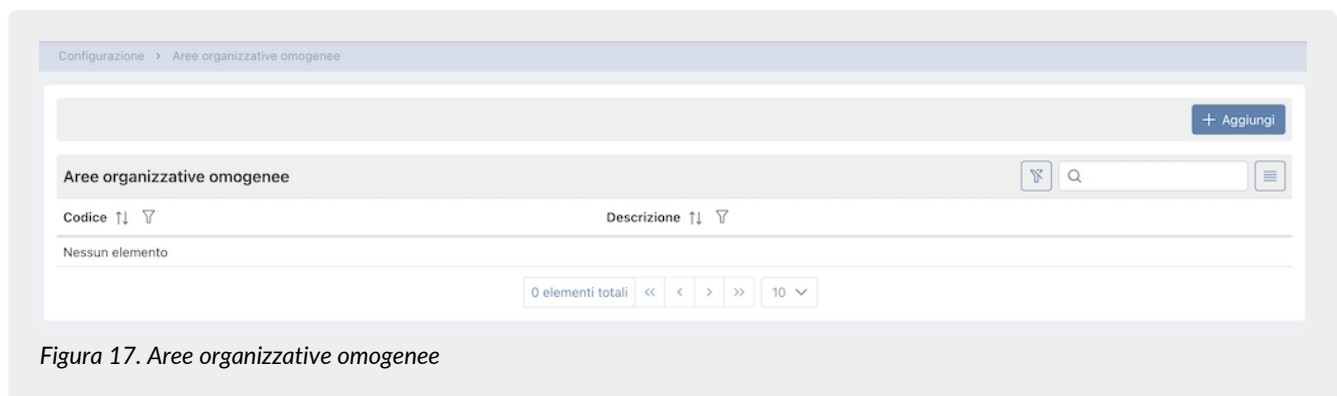 Configurazione > Aree organizzative omogenee
+ Aggiungi
Aree organizzative omogenee
Codice Descrizione
Nessun elemento
0 elementi totali « < > » 10
Figura 17. Aree organizzative omogenee